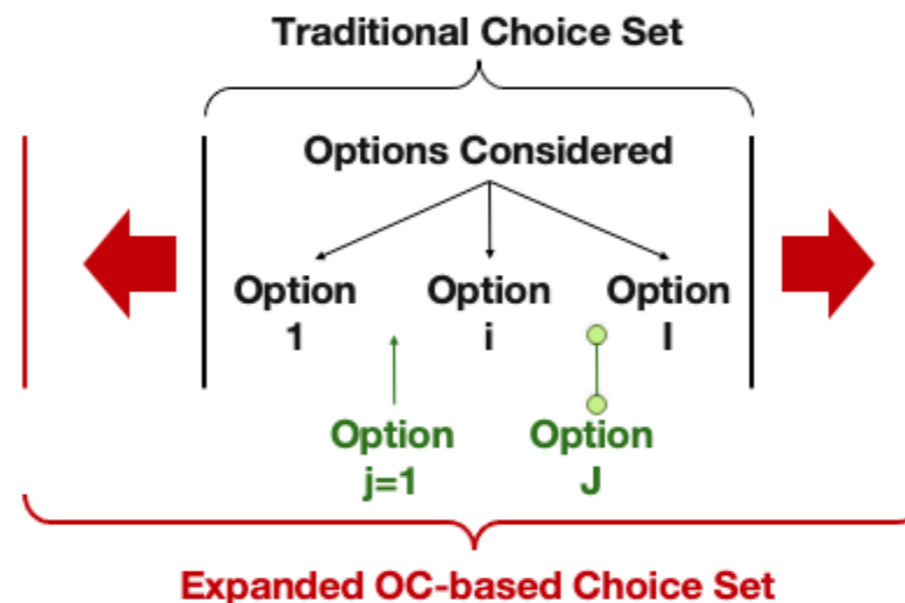 Traditional Choice Set
Options Considered
Option Option Option
1 i I
Option Option
j=1 J
Expanded OC-based Choice Set